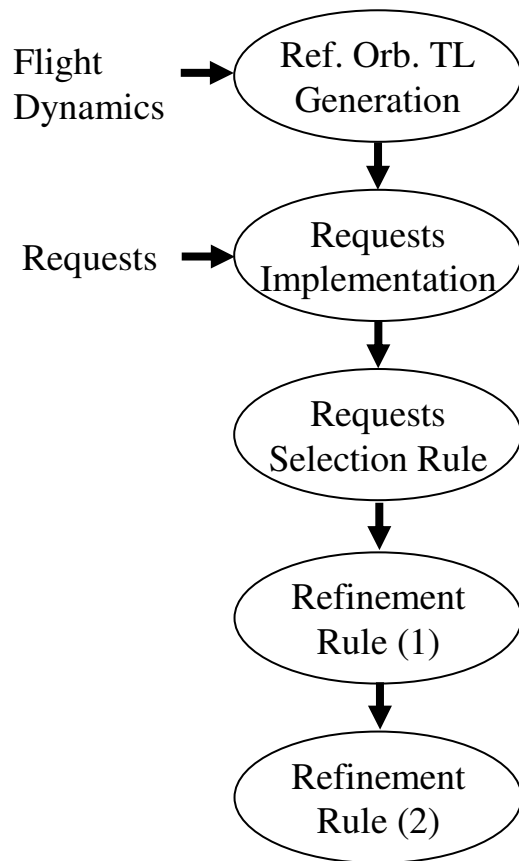 Flight
Dynamics
Ref. Orb. TL
Generation
Requests
Requests
Implementation
Requests
Selection Rule
Refinement
Rule (1)
Refinement
Rule (2)